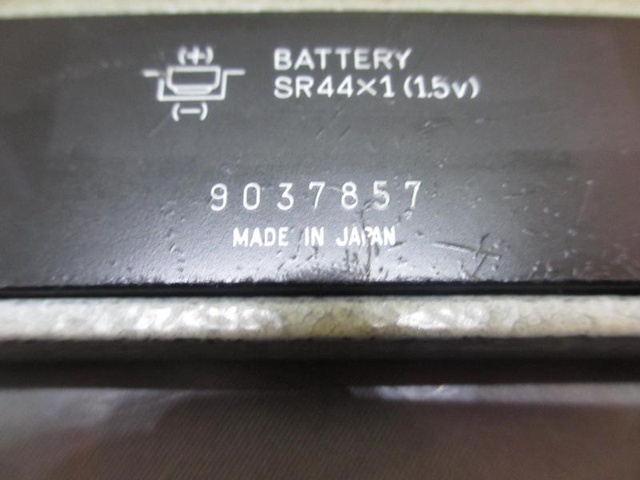 (+)
BATTERY
SR44×1 (1.5v)
(−)
9037857
MADE IN JAPAN